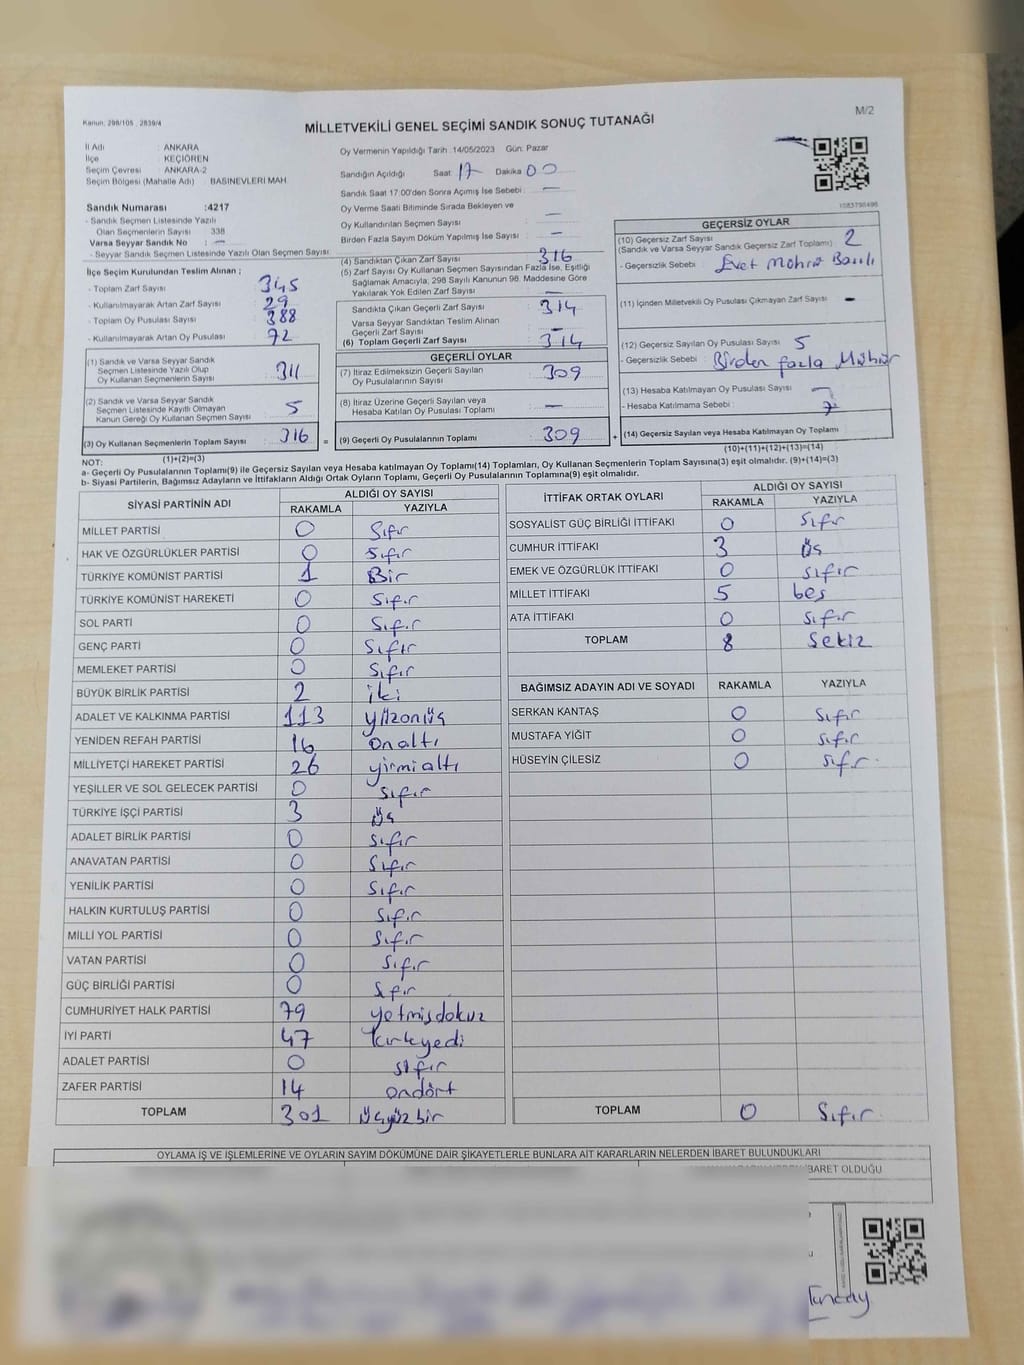 Kanun: 298/105 , 2839/4
M/2
MİLLETVEKİLİ GENEL SEÇİMİ SANDIK SONUÇ TUTANAĞI
İl Adı : ANKARA
İlçe : KEÇİÖREN
Seçim Çevresi : ANKARA-2
Seçim Bölgesi (Mahalle Adı) : BASINEVLERİ MAH
Sandık Numarası :4217
- Sandık Seçmen Listesinde Yazılı
Olan Seçmenlerin Sayısı 338
Varsa Seyyar Sandık No : —
- Seyyar Sandık Seçmen Listesinde Yazılı Olan Seçmen Sayısı :
İlçe Seçim Kurulundan Teslim Alınan ;
- Toplam Zarf Sayısı : 345
- Kullanılmayarak Artan Zarf Sayısı : 29
- Toplam Oy Pusulası Sayısı : 388
- Kullanılmayarak Artan Oy Pusulası : 72
(1) Sandık ve Varsa Seyyar Sandık
Seçmen Listesinde Yazılı Olup
Oy Kullanan Seçmenlerin Sayısı : 311
(2) Sandık ve Varsa Seyyar Sandık
Seçmen Listesinde Kayıtlı Olmayan
Kanun Gereği Oy Kullanan Seçmen Sayısı : 5
(3) Oy Kullanan Seçmenlerin Toplam Sayısı : 316 =
(1)+(2)=(3)
Oy Vermenin Yapıldığı Tarih :14/05/2023 Gün: Pazar
Sandığın Açıldığı Saat 17 Dakika 00
Sandık Saat 17:00'den Sonra Açımış İse Sebebi : —
Oy Verme Saati Bitiminde Sırada Bekleyen ve
Oy Kullandırılan Seçmen Sayısı : —
Birden Fazla Sayım Döküm Yapılmış İse Sayısı : —
(4) Sandıktan Çıkan Zarf Sayısı : 316
(5) Zarf Sayısı Oy Kullanan Seçmen Sayısından Fazla İse, Eşitliği
Sağlamak Amacıyla; 298 Sayılı Kanunun 98. Maddesine Göre
Yakılarak Yok Edilen Zarf Sayısı : —
Sandıkta Çıkan Geçerli Zarf Sayısı : 314
Varsa Seyyar Sandıktan Teslim Alınan
Geçerli Zarf Sayısı : —
(6) Toplam Geçerli Zarf Sayısı : 314
GEÇERLİ OYLAR
(7) İtiraz Edilmeksizin Geçerli Sayılan
Oy Pusulalarının Sayısı : 309
(8) İtiraz Üzerine Geçerli Sayılan veya
Hesaba Katılan Oy Pusulası Toplamı : —
(9) Geçerli Oy Pusulalarının Toplamı : 309 +
1083798496
GEÇERSİZ OYLAR
(10) Geçersiz Zarf Sayısı
(Sandık ve Varsa Seyyar Sandık Geçersiz Zarf Toplamı) : 2
- Geçersizlik Sebebi : Evet Mührü Basılı
(11) İçinden Milletvekili Oy Pusulası Çıkmayan Zarf Sayısı : -
(12) Geçersiz Sayılan Oy Pusulası Sayısı : 5
- Geçersizlik Sebebi : Birden fazla Mühür
(13) Hesaba Katılmayan Oy Pusulası Sayısı : —
- Hesaba Katılmama Sebebi : 7
(14) Geçersiz Sayılan veya Hesaba Katılmayan Oy Toplamı :
(10)+(11)+(12)+(13)=(14)
NOT:
a- Geçerli Oy Pusulalarının Toplamı(9) ile Geçersiz Sayılan veya Hesaba katılmayan Oy Toplamı(14) Toplamları, Oy Kullanan Seçmenlerin Toplam Sayısına(3) eşit olmalıdır. (9)+(14)=(3)
b- Siyasi Partilerin, Bağımsız Adayların ve İttifakların Aldığı Ortak Oyların Toplamı, Geçerli Oy Pusulalarının Toplamına(9) eşit olmalıdır.
SİYASİ PARTİNİN ADI ALDIĞI OY SAYISI
RAKAMLA YAZIYLA
MİLLET PARTİSİ 0 Sıfır
HAK VE ÖZGÜRLÜKLER PARTİSİ 0 Sıfır
TÜRKİYE KOMÜNİST PARTİSİ 1 Bir
TÜRKİYE KOMÜNİST HAREKETİ 0 Sıfır
SOL PARTİ 0 Sıfır
GENÇ PARTİ 0 Sıfır
MEMLEKET PARTİSİ 0 Sıfır
BÜYÜK BİRLİK PARTİSİ 2 iki
ADALET VE KALKINMA PARTİSİ 113 yüzonüç
YENİDEN REFAH PARTİSİ 16 onaltı
MİLLİYETÇİ HAREKET PARTİSİ 26 yirmialtı
YEŞİLLER VE SOL GELECEK PARTİSİ 0 Sıfır
TÜRKİYE İŞÇİ PARTİSİ 3 üç
ADALET BİRLİK PARTİSİ 0 Sıfır
ANAVATAN PARTİSİ 0 Sıfır
YENİLİK PARTİSİ 0 Sıfır
HALKIN KURTULUŞ PARTİSİ 0 Sıfır
MİLLİ YOL PARTİSİ 0 Sıfır
VATAN PARTİSİ 0 Sıfır
GÜÇ BİRLİĞİ PARTİSİ 0 Sıfır
CUMHURİYET HALK PARTİSİ 79 yetmişdokuz
İYİ PARTİ 47 kırkyedi
ADALET PARTİSİ 0 sıfır
ZAFER PARTİSİ 14 ondört
TOPLAM 301 üçyüzbir
İTTİFAK ORTAK OYLARI ALDIĞI OY SAYISI
RAKAMLA YAZIYLA
SOSYALİST GÜÇ BİRLİĞİ İTTİFAKI 0 Sıfır
CUMHUR İTTİFAKI 3 üç
EMEK VE ÖZGÜRLÜK İTTİFAKI 0 sıfır
MİLLET İTTİFAKI 5 beş
ATA İTTİFAKI 0 sıfır
TOPLAM 8 Sekiz
BAĞIMSIZ ADAYIN ADI VE SOYADI RAKAMLA YAZIYLA
SERKAN KANTAŞ 0 sıfır
MUSTAFA YİĞİT 0 sıfır
HÜSEYİN ÇİLESİZ 0 sıfır
TOPLAM 0 Sıfır
OYLAMA İŞ VE İŞLEMLERİNE VE OYLARIN SAYIM DÖKÜMÜNE DAİR ŞİKAYETLERLE BUNLARA AİT KARARLARIN NELERDEN İBARET BULUNDUKLARI
İBARET OLDUĞU